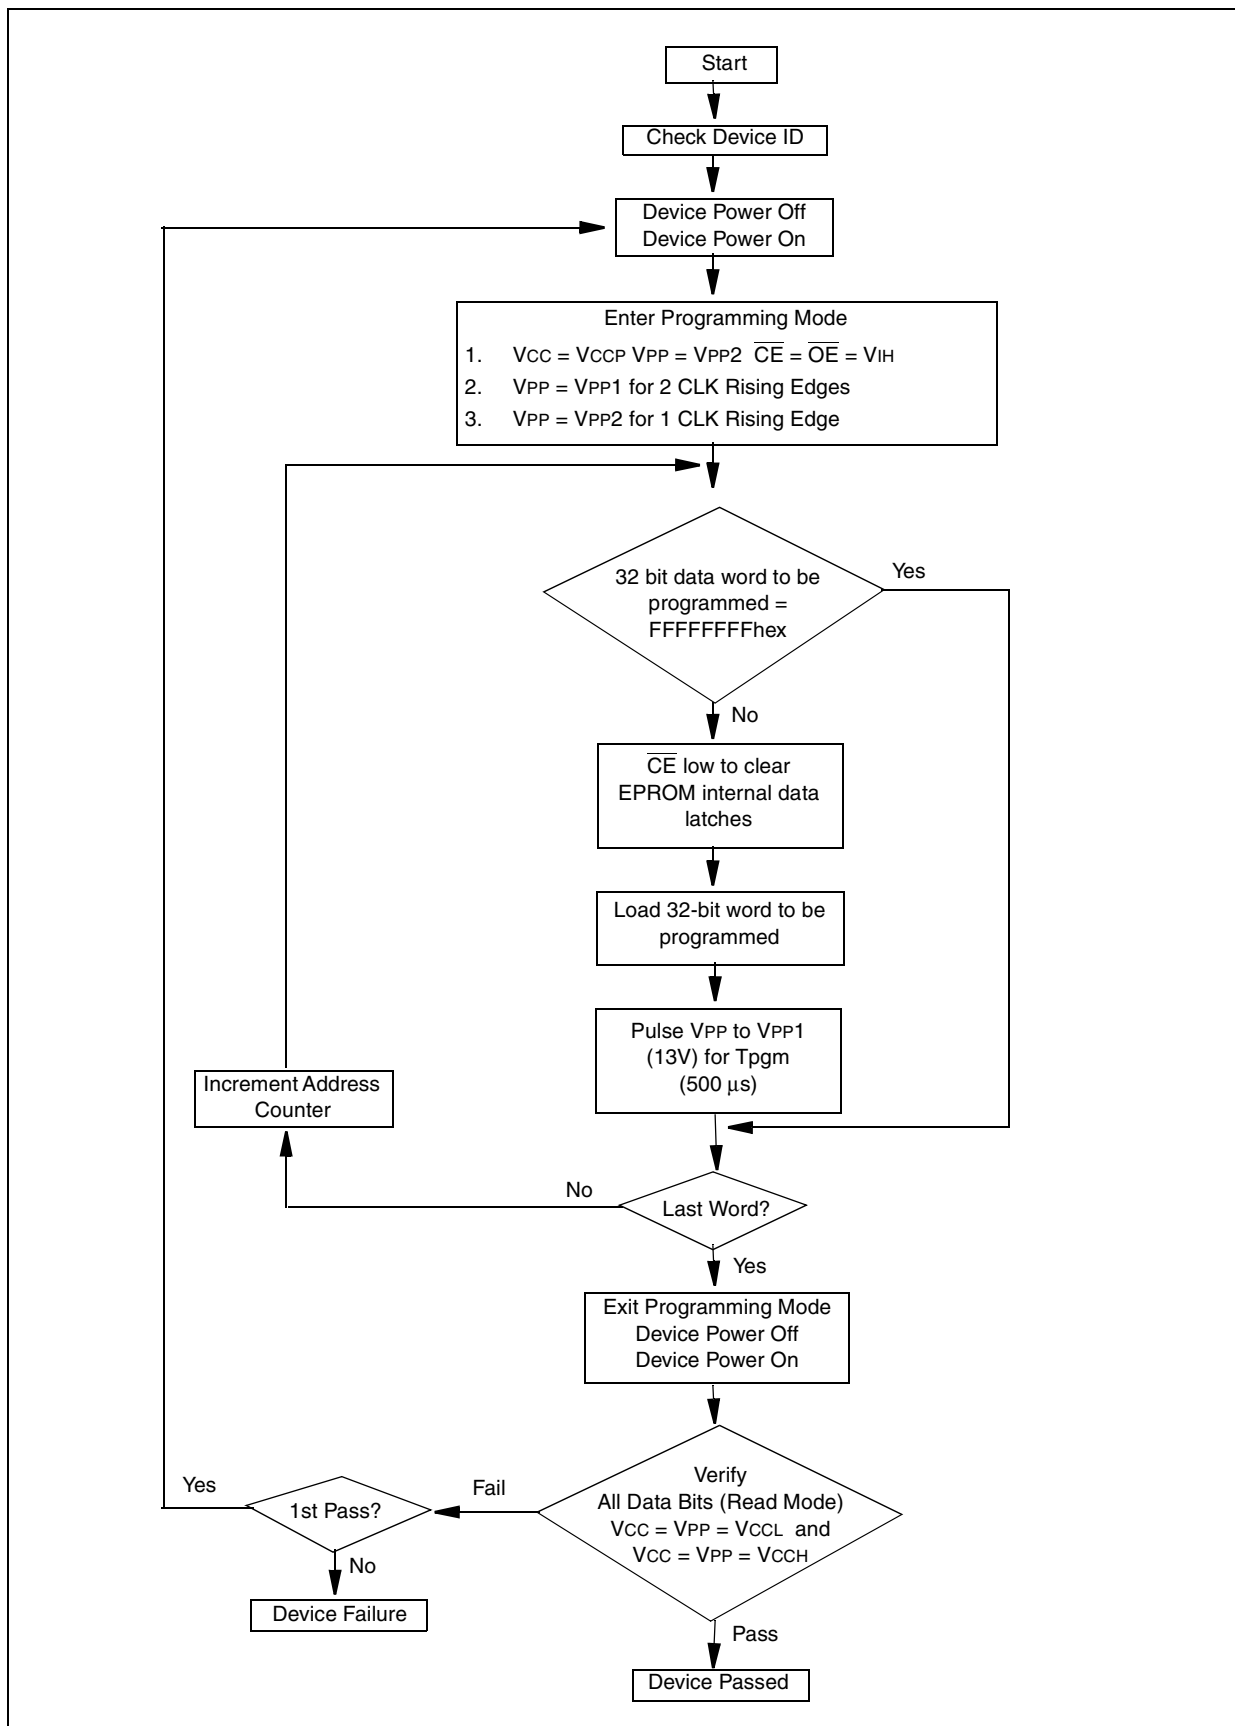 Start
Check Device ID
Device Power Off
Device Power On
Enter Programming Mode
1. VCC = VCCP VPP = VPP2 C̅E̅ = O̅E̅ = VIH
2. VPP = VPP1 for 2 CLK Rising Edges
3. VPP = VPP2 for 1 CLK Rising Edge
32 bit data word to be
programmed =
FFFFFFFFhex
Yes
No
C̅E̅ low to clear
EPROM internal data
latches
Load 32-bit word to be
programmed
Pulse VPP to VPP1
(13V) for Tpgm
(500 µs)
Increment Address
Counter
No
Last Word?
Yes
Exit Programming Mode
Device Power Off
Device Power On
Verify
All Data Bits (Read Mode)
VCC = VPP = VCCL and
VCC = VPP = VCCH
Fail
Yes
1st Pass?
No
Device Failure
Pass
Device Passed